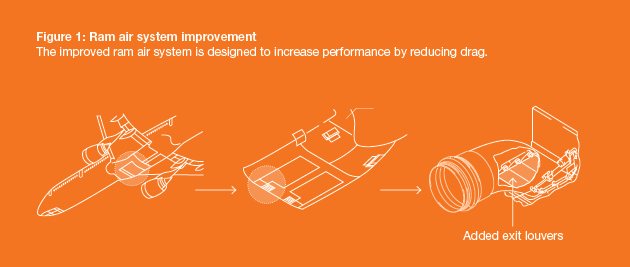 Figure 1: Ram air system improvement
The improved ram air system is designed to increase performance by reducing drag.
Added exit louvers